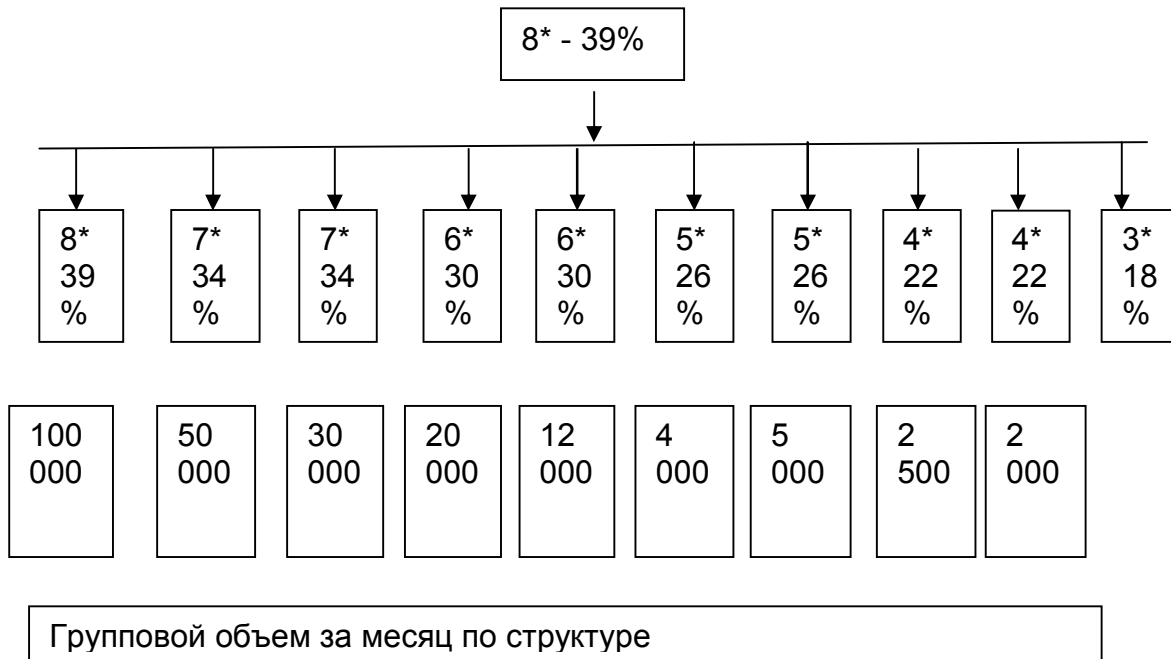 8* - 39%
8* 7* 7* 6* 6* 5* 5* 4* 4* 3*
39 34 34 30 30 26 26 22 22 18
% % % % % % % % % %
100 50 30 20 12 4 5 2 2
000 000 000 000 000 000 000 500 000
Групповой объем за месяц по структуре